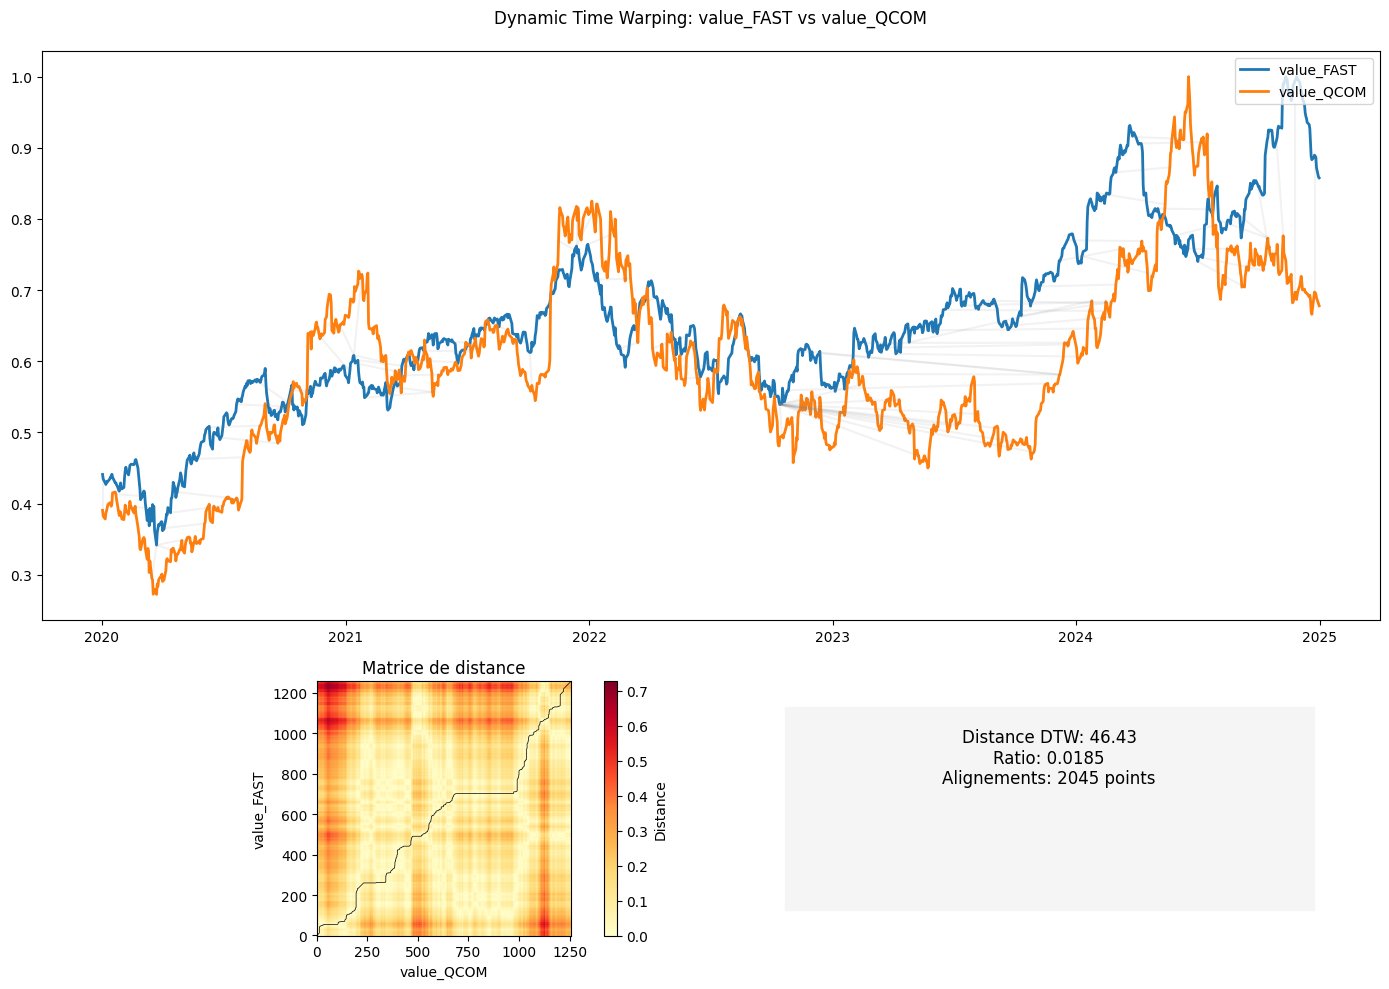 Dynamic Time Warping: value_FAST vs value_QCOM
value_FAST
value_QCOM
1.0
0.9
0.8
0.7
0.6
0.5
0.4
0.3
2020 2021 2022 2023 2024 2025
Matrice de distance
value_FAST
1200
1000
800
600
400
200
0
0 250 500 750 1000 1250
value_QCOM
0.7
0.6
0.5
0.4
0.3
0.2
0.1
0.0
Distance
Distance DTW: 46.43
Ratio: 0.0185
Alignements: 2045 points